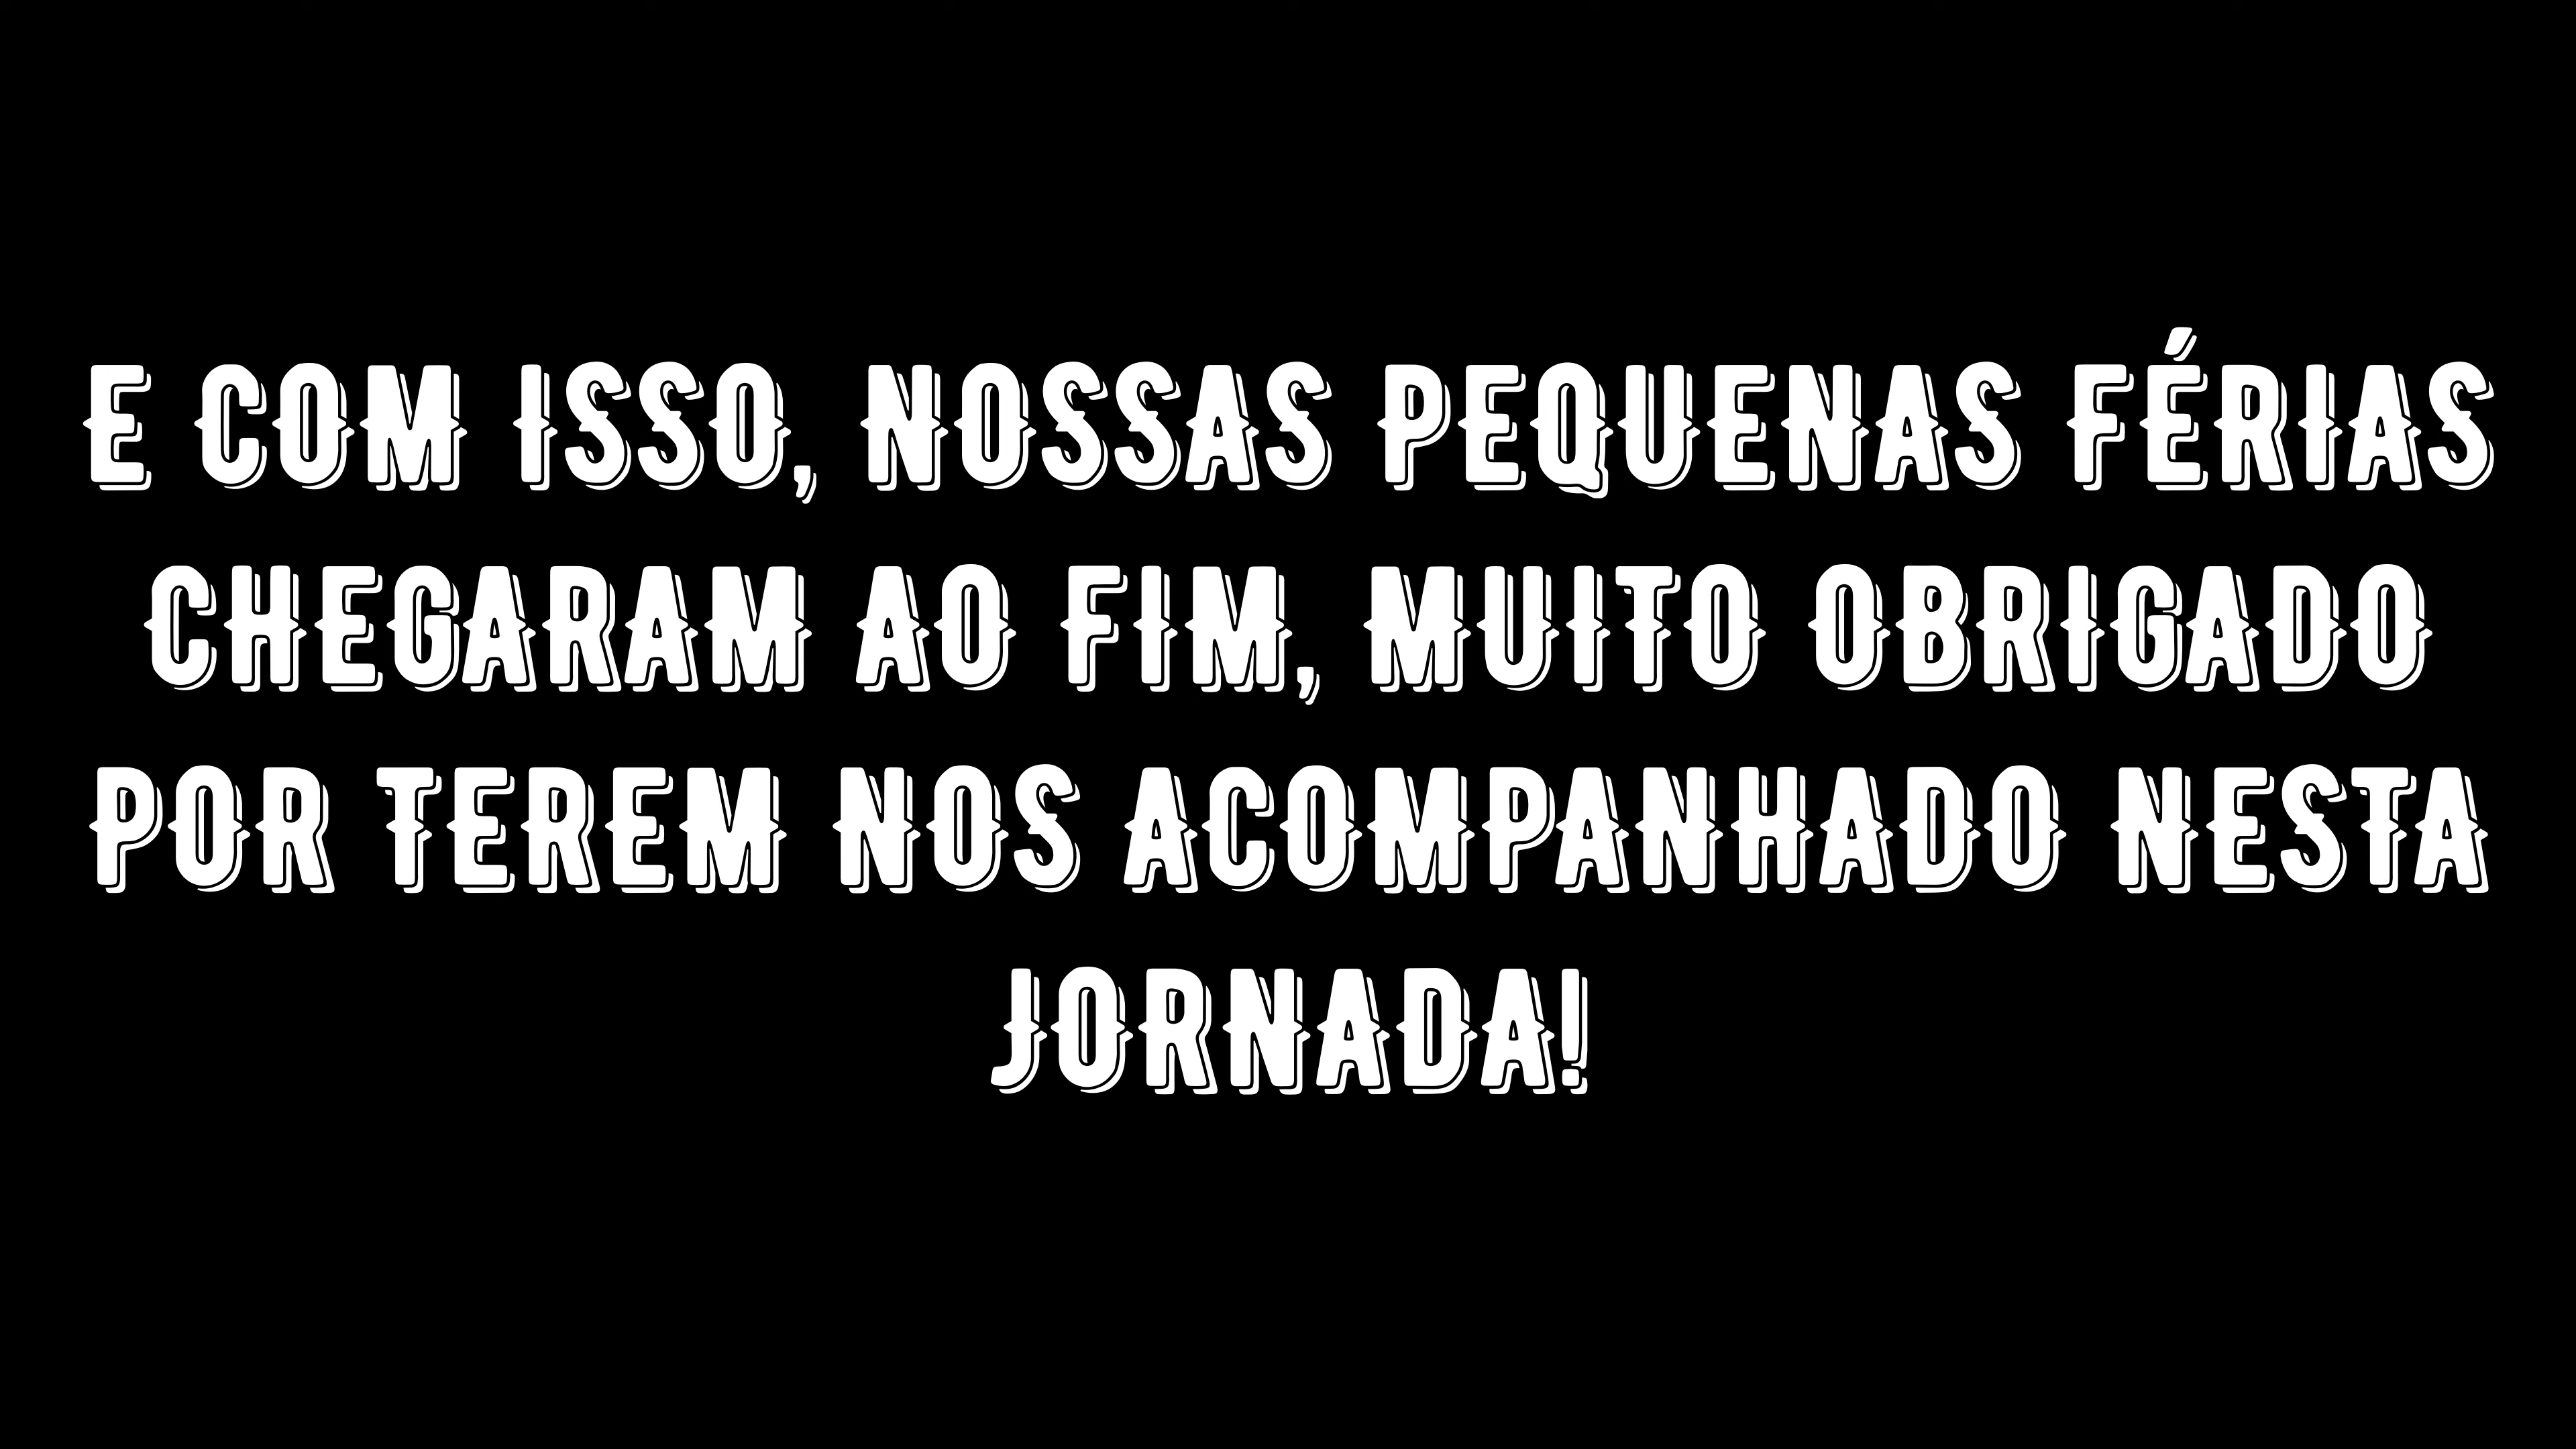 E COM ISSO, NOSSAS PEQUENAS FÉRIAS
CHEGARAM AO FIM, MUITO OBRIGADO
POR TEREM NOS ACOMPANHADO NESTA
JORNADA!